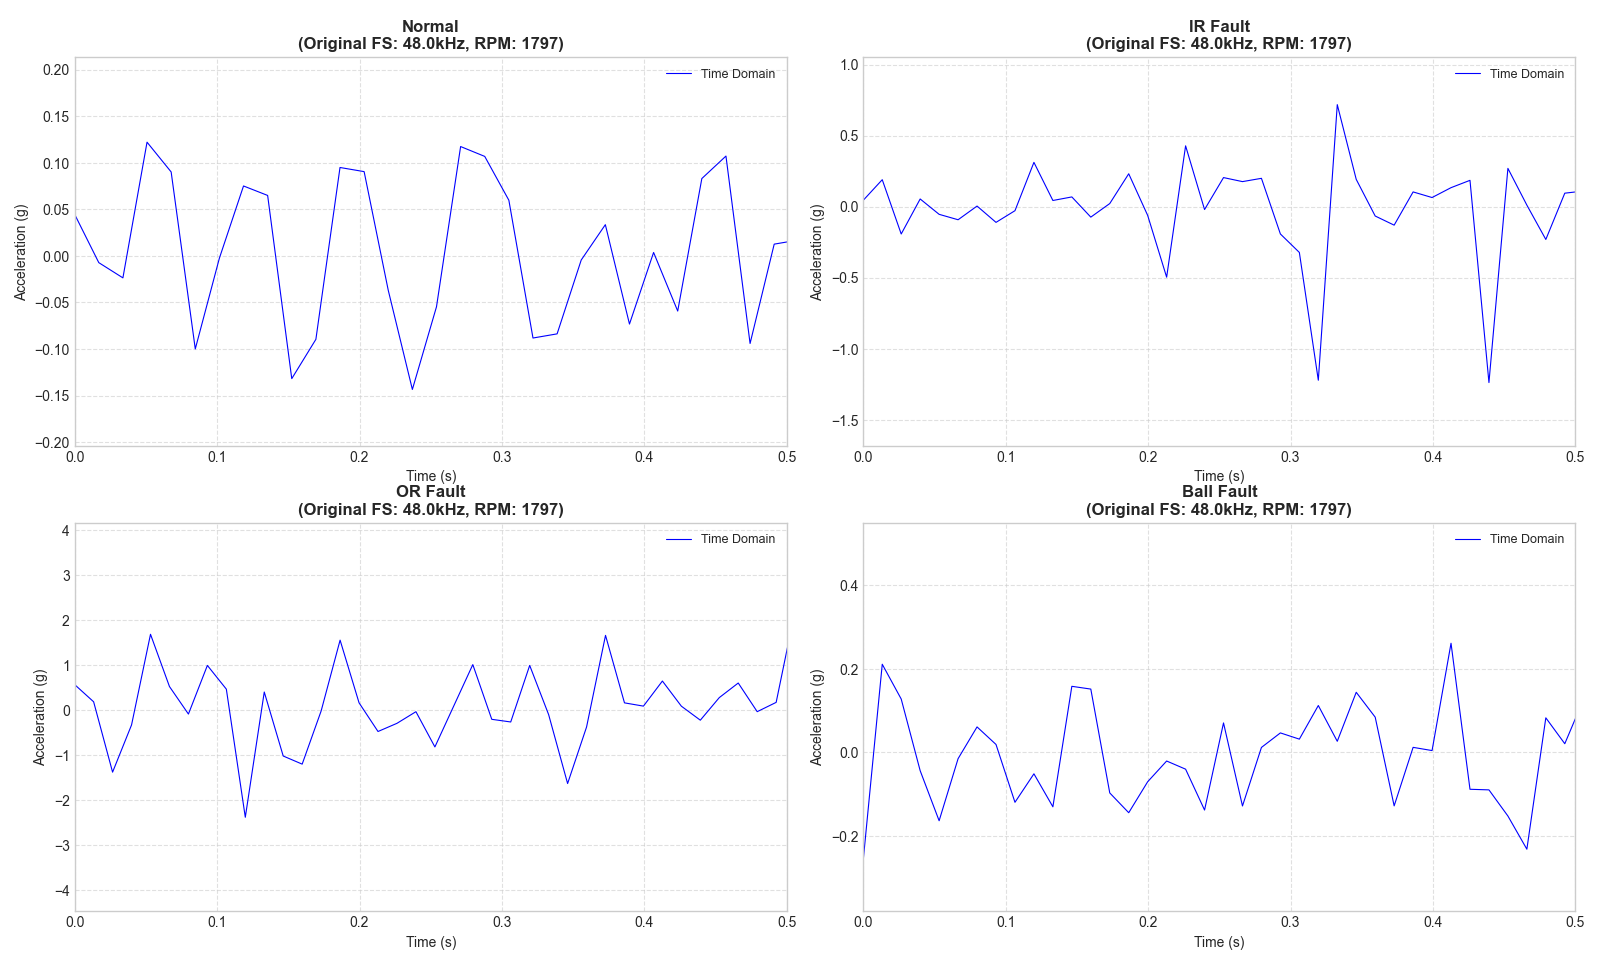 Normal
(Original FS: 48.0kHz, RPM: 1797)
Time Domain
Acceleration (g)
0.20
0.15
0.10
0.05
0.00
−0.05
−0.10
−0.15
−0.20
0.0 0.1 0.2 0.3 0.4 0.5
Time (s)
IR Fault
(Original FS: 48.0kHz, RPM: 1797)
Time Domain
Acceleration (g)
1.0
0.5
0.0
−0.5
−1.0
−1.5
0.0 0.1 0.2 0.3 0.4 0.5
Time (s)
OR Fault
(Original FS: 48.0kHz, RPM: 1797)
Time Domain
Acceleration (g)
4
3
2
1
0
−1
−2
−3
−4
0.0 0.1 0.2 0.3 0.4 0.5
Time (s)
Ball Fault
(Original FS: 48.0kHz, RPM: 1797)
Time Domain
Acceleration (g)
0.4
0.2
0.0
−0.2
0.0 0.1 0.2 0.3 0.4 0.5
Time (s)